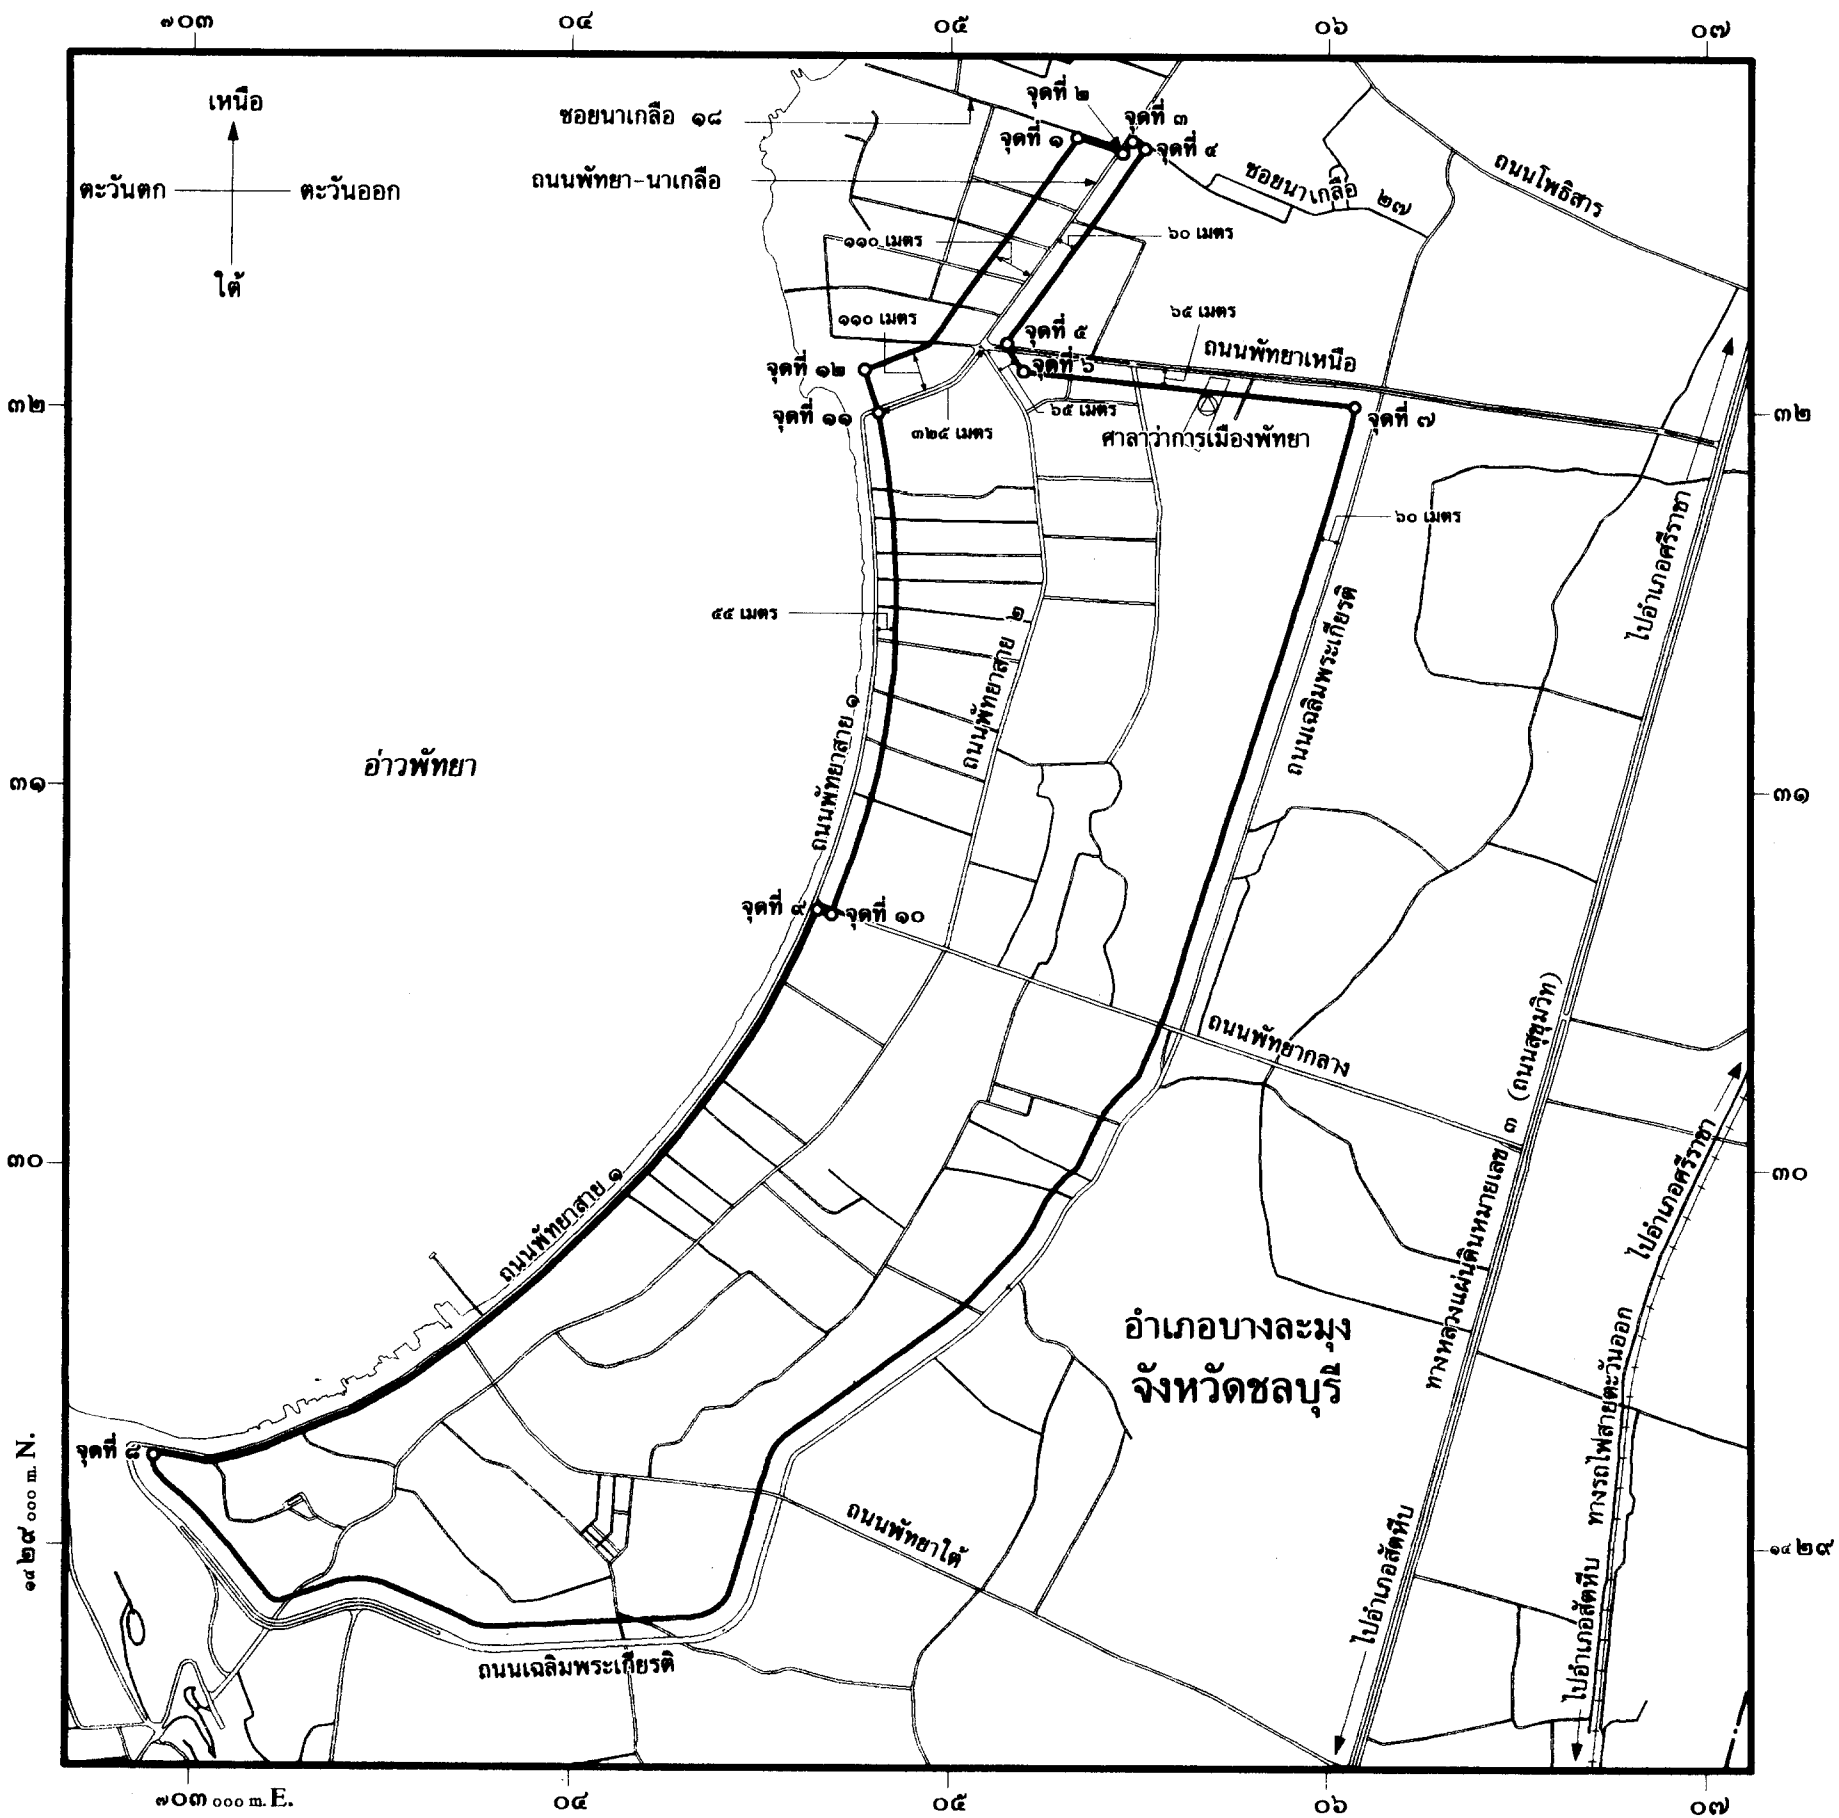 ๗๐๓
๐๔
๐๕
๐๖
๐๗
เหนือ
ตะวันตก
ตะวันออก
ใต้
ซอยนาเกลือ ๑๘
ถนนพัทยา-นาเกลือ
จุดที่ ๒
จุดที่ ๓
จุดที่ ๑
จุดที่ ๔
ซอยนาเกลือ ๒๗
ถนนโพธิสาร
๑๑๐ เมตร
๖๐ เมตร
๑๑๐ เมตร
จุดที่ ๕
๖๕ เมตร
ถนนพัทยาเหนือ
จุดที่ ๑๒
จุดที่ ๖
๓๒
จุดที่ ๑๑
๓๒๕ เมตร
๖๕ เมตร
ศาลาว่าการเมืองพัทยา
จุดที่ ๗
๓๒
๖๐ เมตร
ไปอำเภอศรีราชา
๕๕ เมตร
ถนนพัทยาสาย ๒
ถนนเฉลิมพระเกียรติ
อ่าวพัทยา
ถนนพัทยาสาย ๑
๓๑
๓๑
จุดที่ ๙
จุดที่ ๑๐
ถนนพัทยากลาง
ทางหลวงแผ่นดินหมายเลข ๓ (ถนนสุขุมวิท)
ไปอำเภอศรีราชา
๓๐
๓๐
ถนนพัทยาสาย ๑
อำเภอบางละมุง
จังหวัดชลบุรี
ทางรถไฟสายตะวันออก
จุดที่ ๘
ถนนพัทยาใต้
ไปอำเภอสัตหีบ
ไปอำเภอสัตหีบ
๑๔๒๙๐๐๐ m. N.
๑๔๒๙
ถนนเฉลิมพระเกียรติ
๗๐๓๐๐๐ m. E.
๐๔
๐๕
๐๖
๐๗